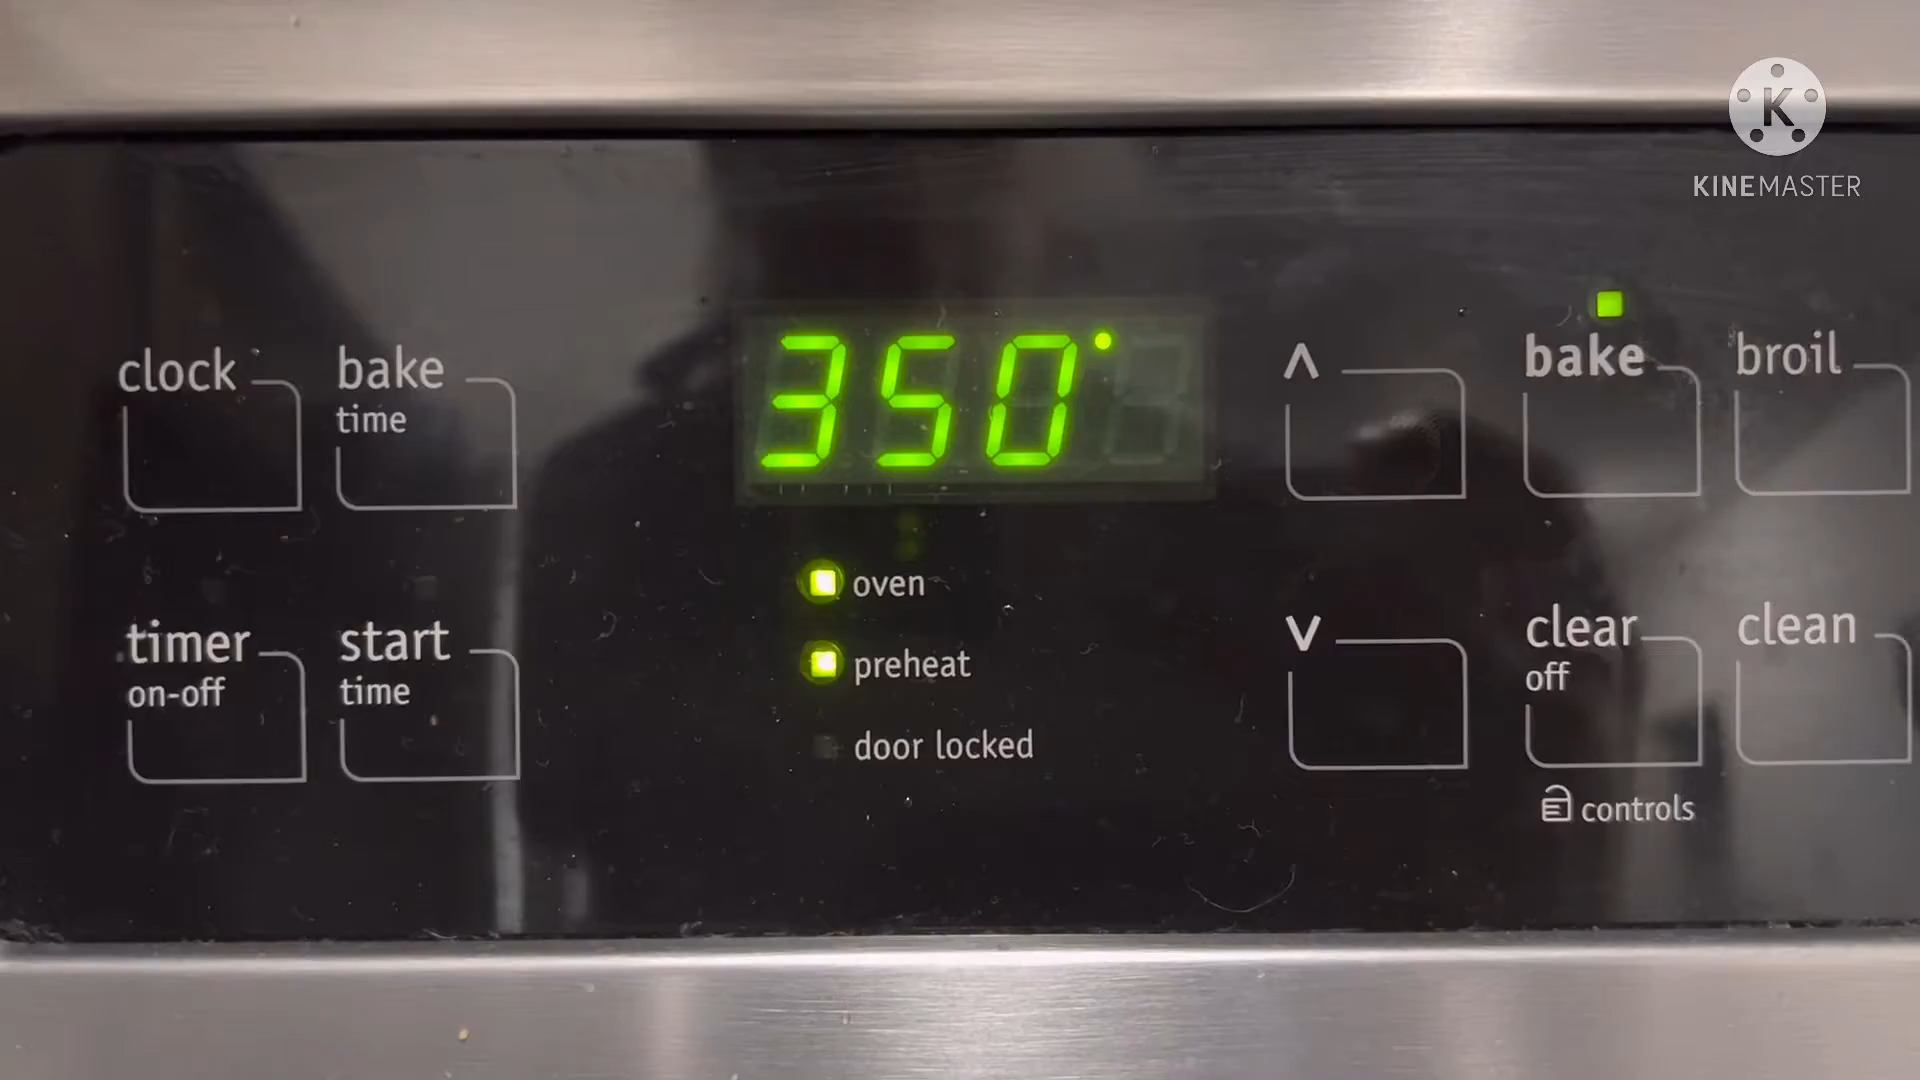 K
KINEMASTER
350°
clock
bake
time
^
bake
broil
oven
preheat
door locked
timer
on-off
start
time
v
clear
off
clean
controls